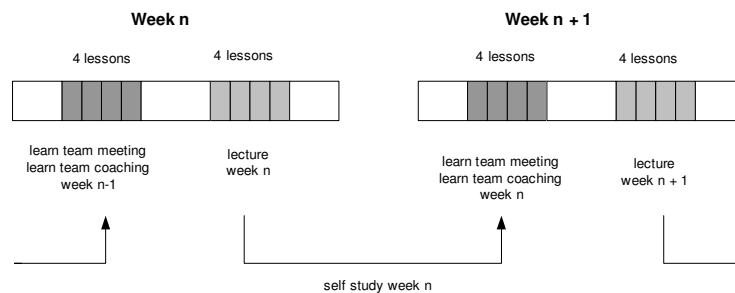 Week n
Week n + 1
4 lessons
4 lessons
4 lessons
4 lessons
learn team meeting
learn team coaching
week n-1
lecture
week n
learn team meeting
learn team coaching
week n
lecture
week n + 1
self study week n